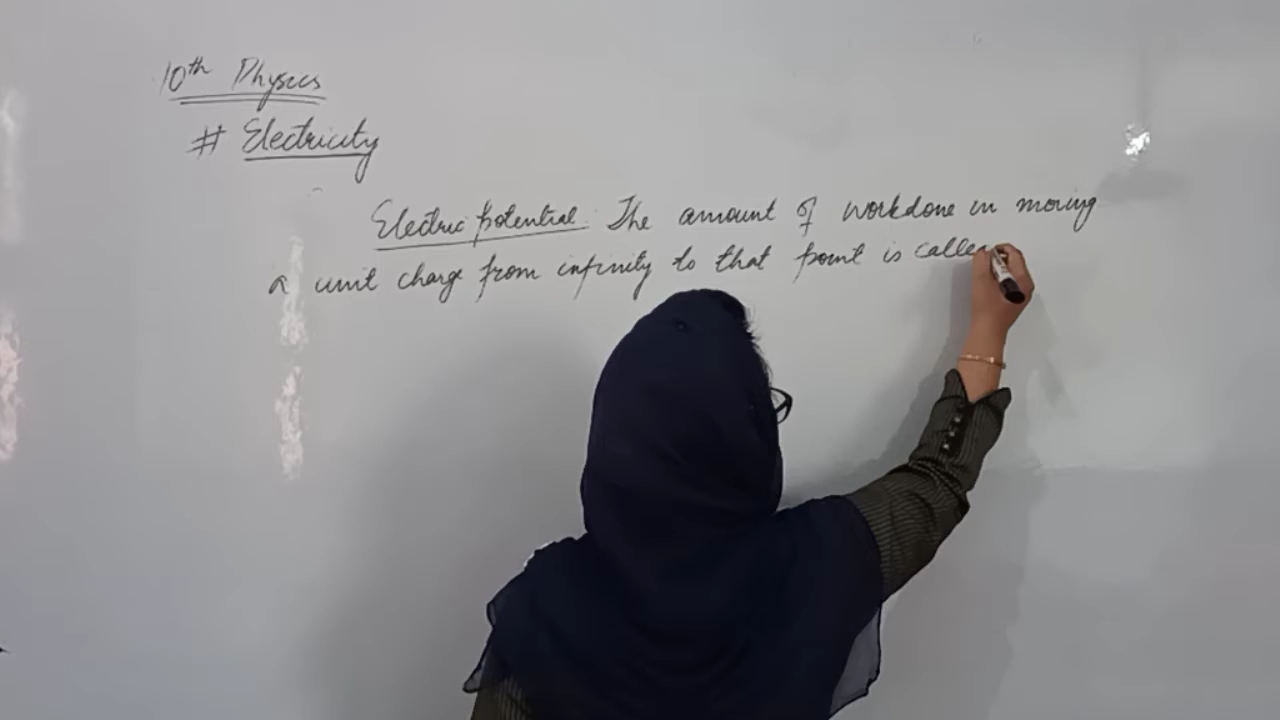 10th Physics
# Electricity
Electric potential: The amount of workdone in moving
a unit charge from infinity to that point is called